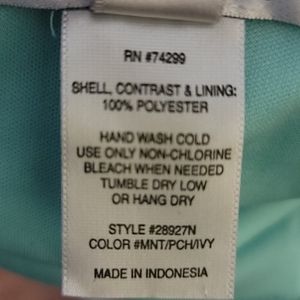 RN #74299
SHELL, CONTRAST & LINING:
100% POLYESTER
HAND WASH COLD
USE ONLY NON-CHLORINE
BLEACH WHEN NEEDED
TUMBLE DRY LOW
OR HANG DRY
STYLE #28927N
COLOR #MNT/PCH/IVY
MADE IN INDONESIA